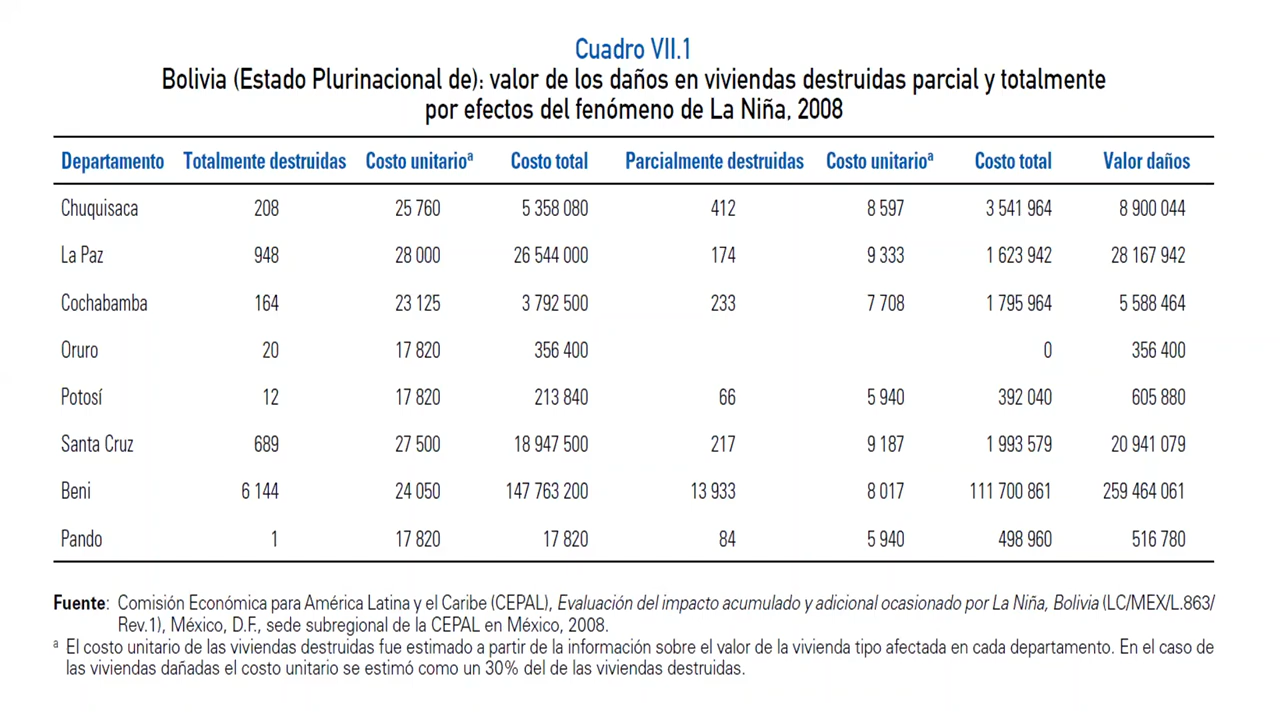 Cuadro VII.1
Bolivia (Estado Plurinacional de): valor de los daños en viviendas destruidas parcial y totalmente
por efectos del fenómeno de La Niña, 2008
Departamento Totalmente destruidas Costo unitarioª Costo total Parcialmente destruidas Costo unitarioª Costo total Valor daños
Chuquisaca 208 25 760 5 358 080 412 8 597 3 541 964 8 900 044
La Paz 948 28 000 26 544 000 174 9 333 1 623 942 28 167 942
Cochabamba 164 23 125 3 792 500 233 7 708 1 795 964 5 588 464
Oruro 20 17 820 356 400 0 356 400
Potosí 12 17 820 213 840 66 5 940 392 040 605 880
Santa Cruz 689 27 500 18 947 500 217 9 187 1 993 579 20 941 079
Beni 6 144 24 050 147 763 200 13 933 8 017 111 700 861 259 464 061
Pando 1 17 820 17 820 84 5 940 498 960 516 780
Fuente: Comisión Económica para América Latina y el Caribe (CEPAL), Evaluación del impacto acumulado y adicional ocasionado por La Niña, Bolivia (LC/MEX/L.863/
Rev.1), México, D.F., sede subregional de la CEPAL en México, 2008.
ª El costo unitario de las viviendas destruidas fue estimado a partir de la información sobre el valor de la vivienda tipo afectada en cada departamento. En el caso de
las viviendas dañadas el costo unitario se estimó como un 30% del de las viviendas destruidas.